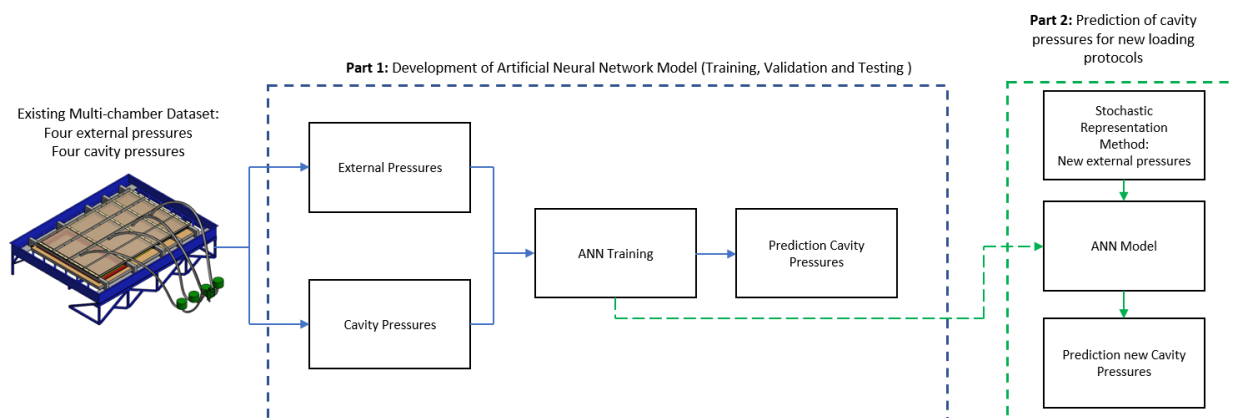 Existing Multi-chamber Dataset:
Four external pressures
Four cavity pressures
Part 1: Development of Artificial Neural Network Model (Training, Validation and Testing )
External Pressures
Cavity Pressures
ANN Training
Prediction Cavity
Pressures
Part 2: Prediction of cavity
pressures for new loading
protocols
Stochastic
Representation
Method:
New external pressures
ANN Model
Prediction new Cavity
Pressures